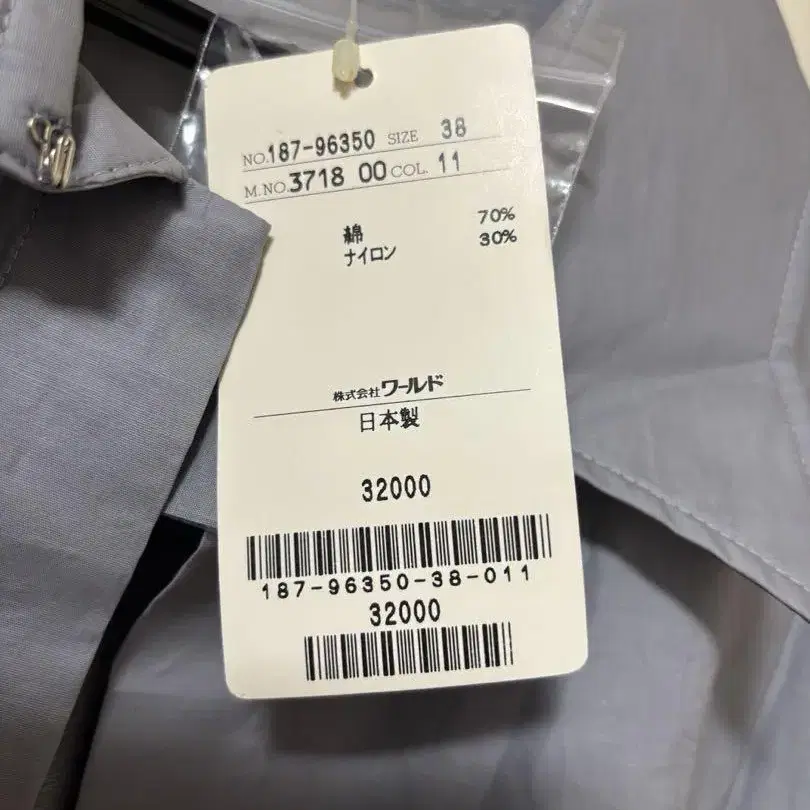 NO.187-96350 SIZE 38
M.NO.3718 00 COL.11
綿 70%
ナイロン 30%
株式会社ワールド
日本製
32000
187-96350-38-011
32000